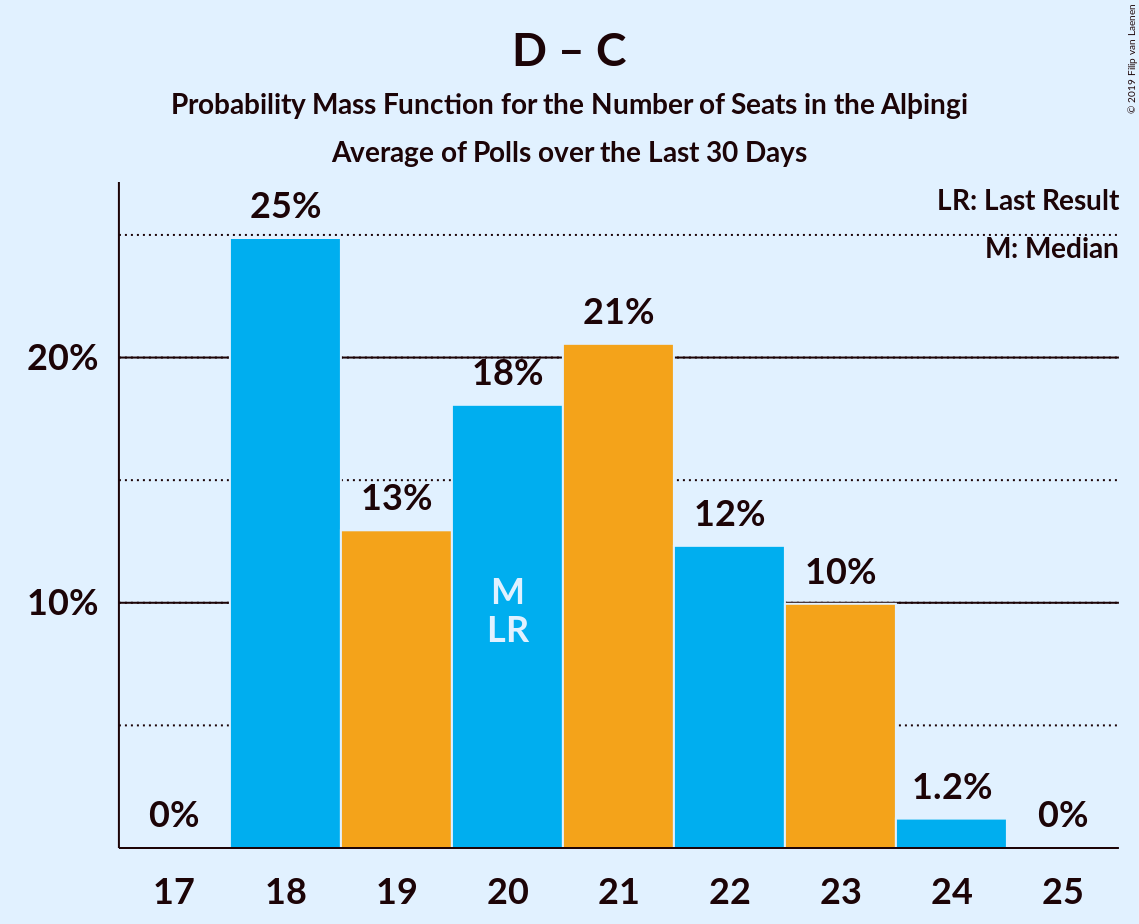 D – C
Probability Mass Function for the Number of Seats in the Alþingi
Average of Polls over the Last 30 Days
© 2019 Filip van Laenen
LR: Last Result
M: Median
25%
21%
20%
18%
13%
12%
10%
10%
M
LR
1.2%
0%
0%
17 18 19 20 21 22 23 24 25